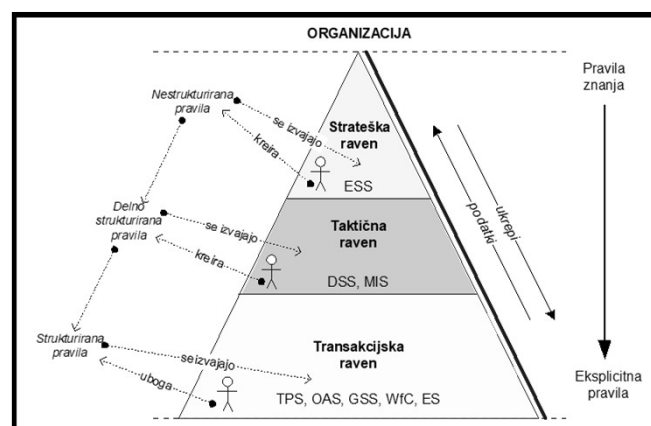 ORGANIZACIJA
Pravila
znanja
Nestrukturirana
pravila
se izvajajo
kreira
Strateška
raven
ESS
ukrepi
podatki
Delno
strukturirana
pravila
se izvajajo
kreira
Taktična
raven
DSS, MIS
Strukturirana
pravila
se izvajajo
uboga
Transakcijska
raven
TPS, OAS, GSS, WfC, ES
Eksplicitna
pravila